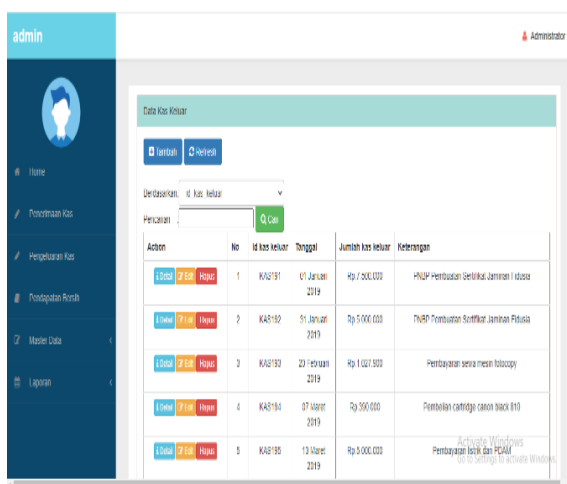 admin
Administrator
Data Kas Keluar
Tambah Refresh
Home
Berdasarkan. id_kas_keluar
Penerimaan Kas
Pencarian Cari
Action No Id kas keluar Tanggal Jumlah kas keluar Keterangan
Pengeluaran Kas
Detail Edit Hapus 1 KAS191 01 Januari 2019 Rp.7.500.000 PNBP Pembuatan Sertifikat Jaminan Fidusia
Pendapatan Bersih
Detail Edit Hapus 2 KAS192 31 Januari 2019 Rp.5.000.000 PNBP Pembuatan Sertifikat Jaminan Fidusia
Master Data
Detail Edit Hapus 3 KAS193 20 Februari 2019 Rp.1.027.500 Pembayaran sewa mesin fotocopy
Laporan
Detail Edit Hapus 4 KAS194 07 Maret 2019 Rp.390.000 Pembelian cartridge canon black 810
Detail Edit Hapus 5 KAS195 13 Maret 2019 Rp.5.000.000 Pembayaran listrik dan PDAM
Activate Windows
Go to Settings to activate Windows.